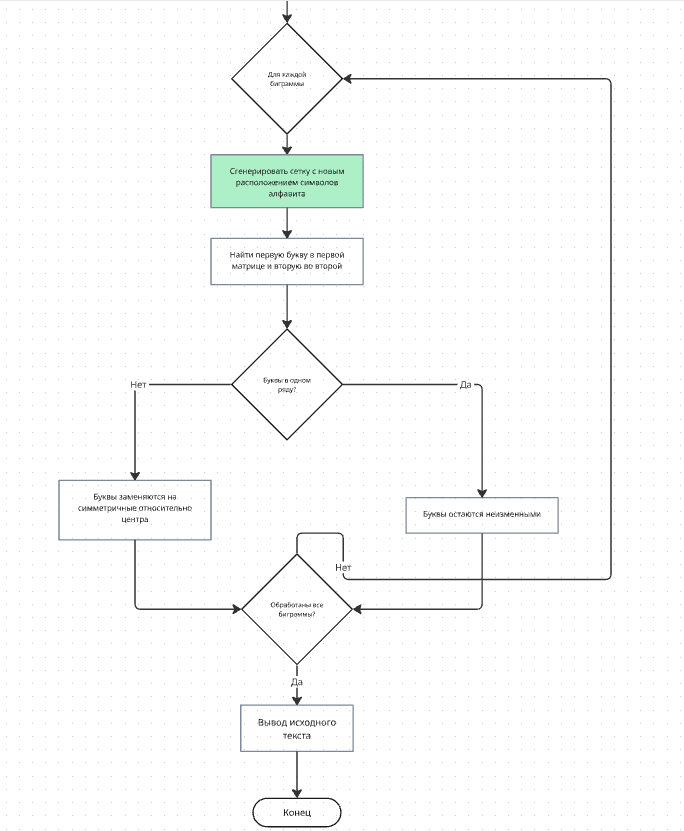 Для каждой
биграммы
Сгенерировать сетку с новым
расположением символов
алфавита
Найти первую букву в первой
матрице и вторую во второй
Буквы в одном
ряду?
Нет
Да
Буквы заменяются на
симметричные относительно
центра
Буквы остаются неизменными
Нет
Обработаны все
биграммы?
Да
Вывод исходного
текста
Конец